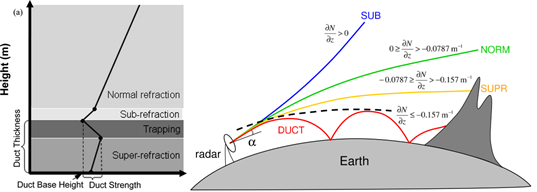 (a)
Height (m)
Normal refraction
Sub-refraction
Trapping
Super-refraction
Duct Thickness
Duct Base Height
Duct Strength
∂N/∂z > 0
SUB
0 ≥ ∂N/∂z > -0.0787 m⁻¹
NORM
-0.0787 ≥ ∂N/∂z > -0.157 m⁻¹
SUPR
∂N/∂z ≤ -0.157 m⁻¹
DUCT
α
radar
Earth